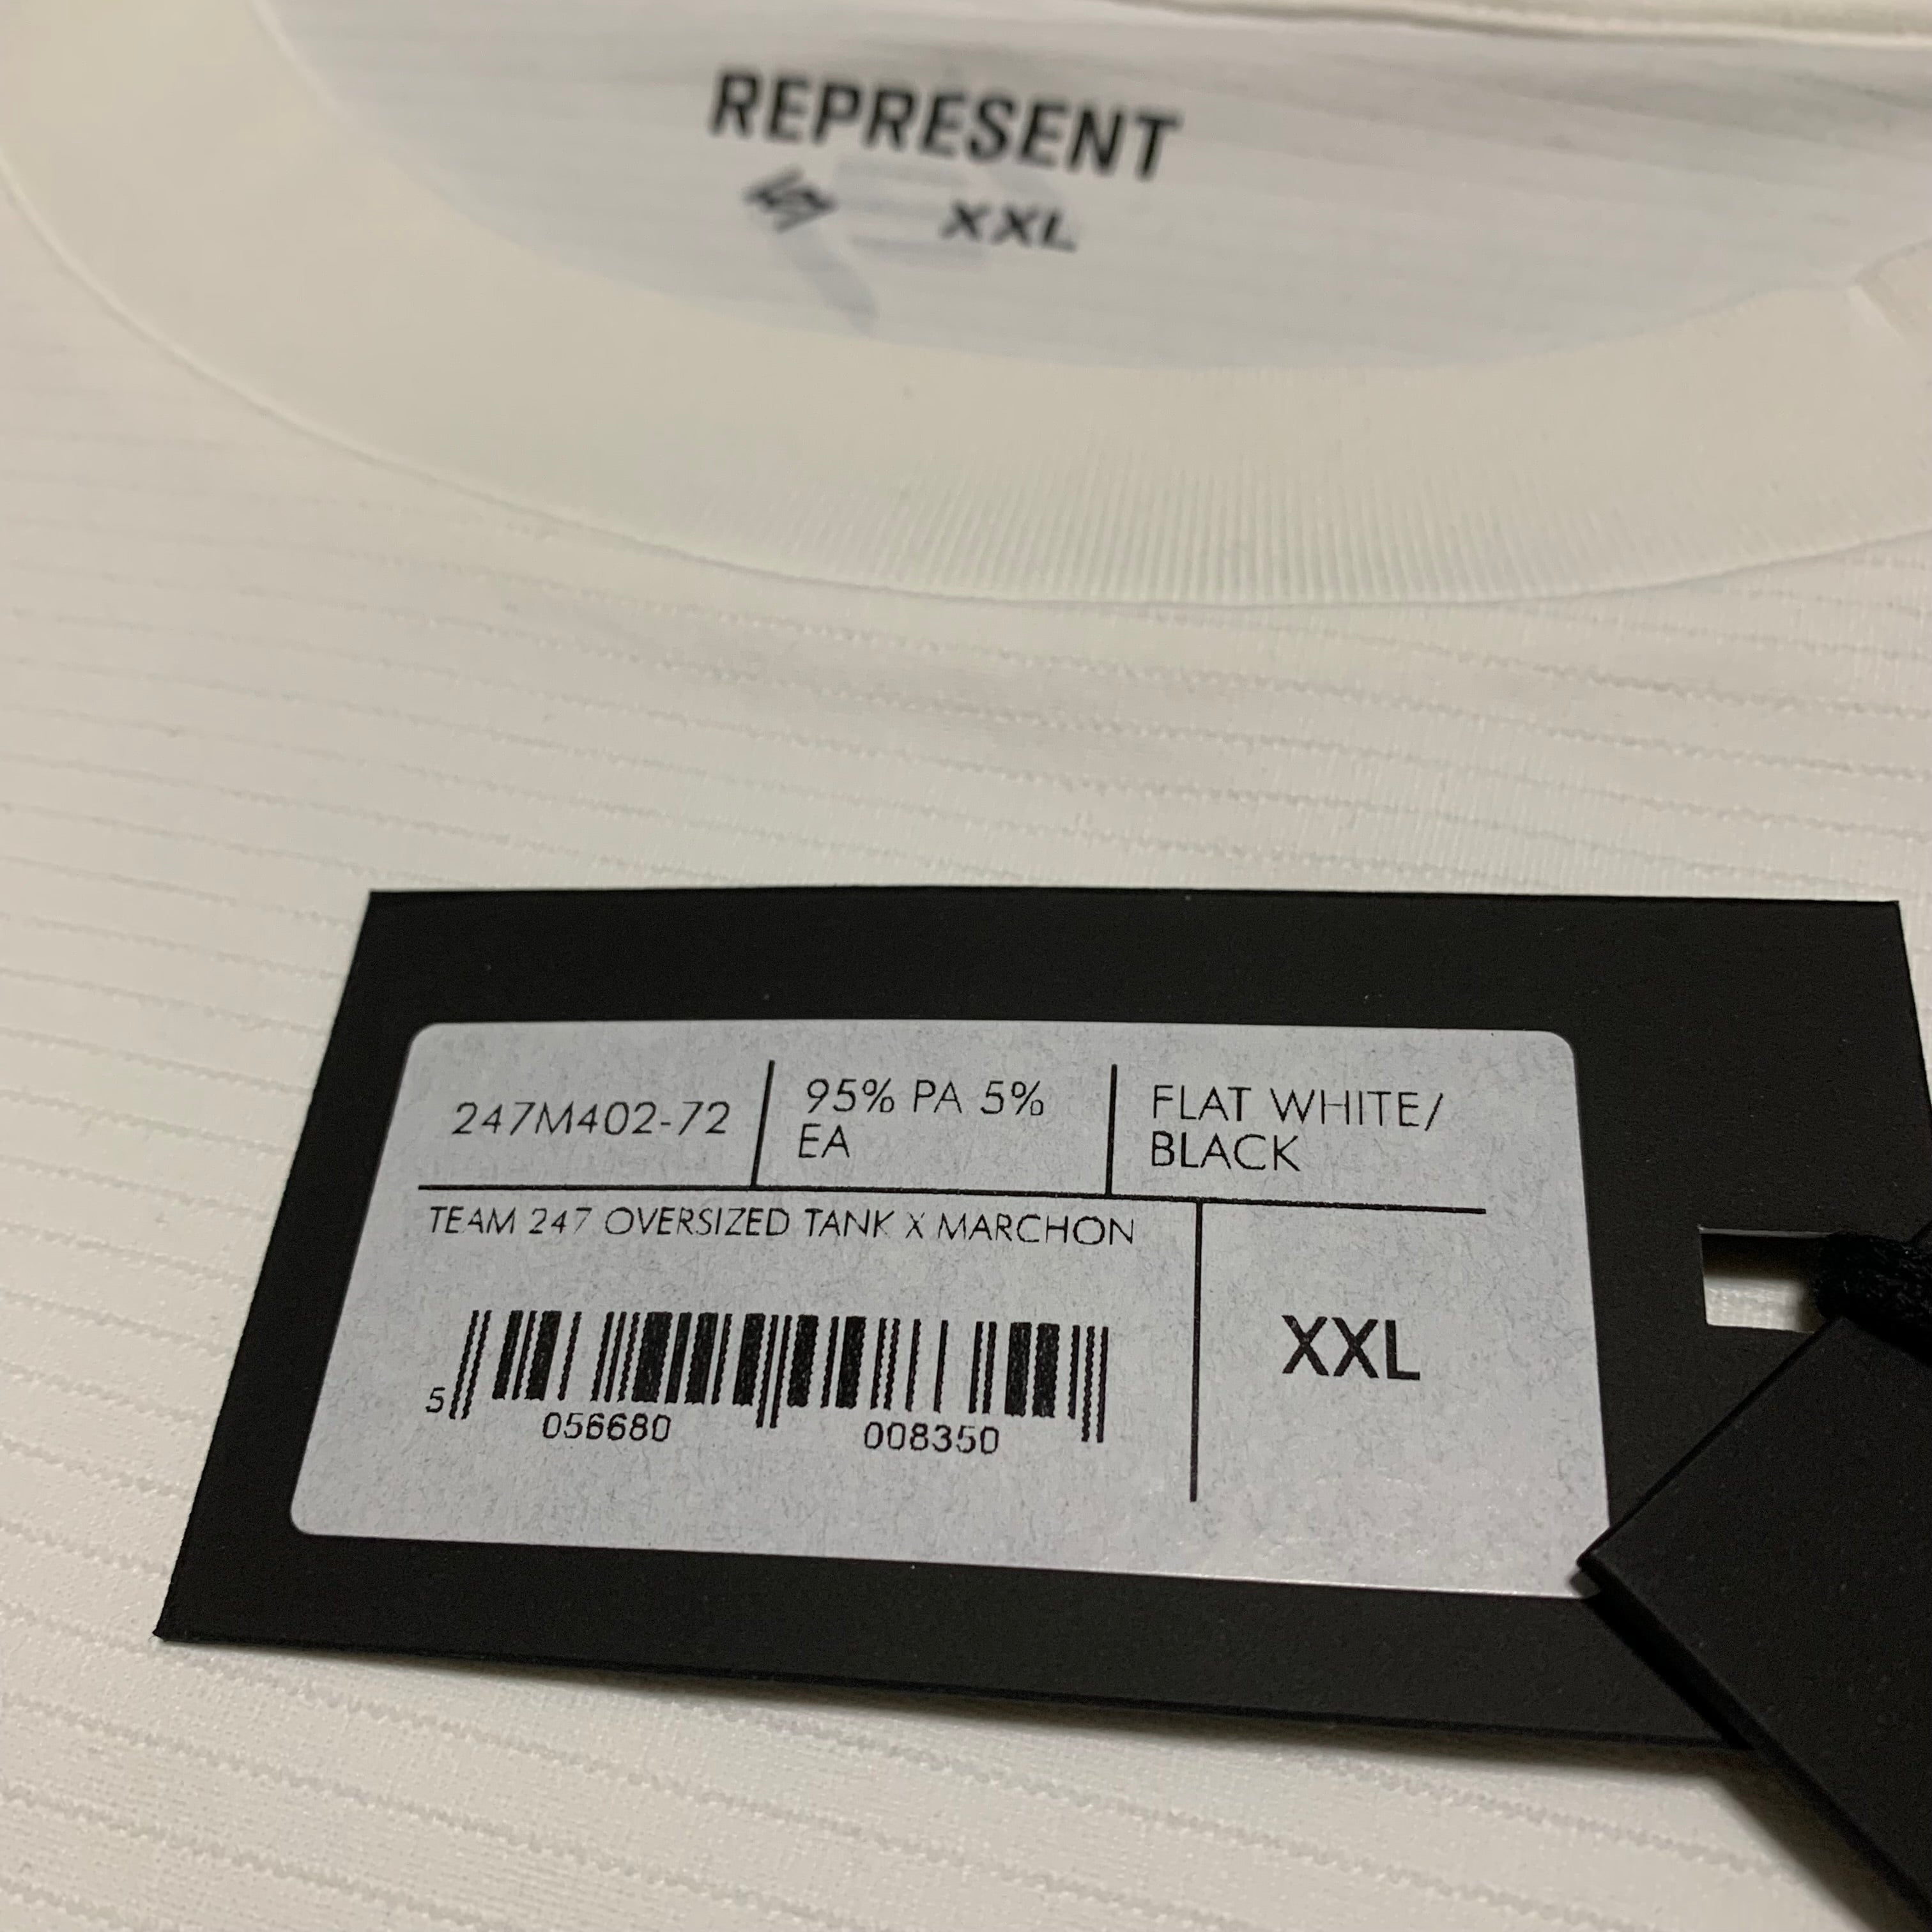 REPRESENT
XXL
247M402-72
95% PA 5%
EA
FLAT WHITE/
BLACK
TEAM 247 OVERSIZED TANK X MARCHON
5 056680 008350
XXL